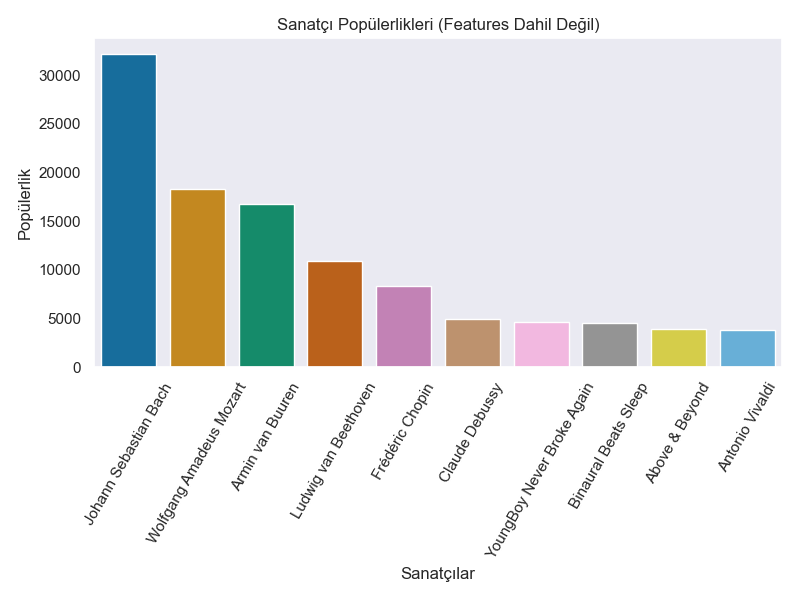 Sanatçı Popülerlikleri (Features Dahil Değil)
Popülerlik
30000
25000
20000
15000
10000
5000
0
Johann Sebastian Bach
Wolfgang Amadeus Mozart
Armin van Buuren
Ludwig van Beethoven
Frédéric Chopin
Claude Debussy
YoungBoy Never Broke Again
Binaural Beats Sleep
Above & Beyond
Antonio Vivaldi
Sanatçılar